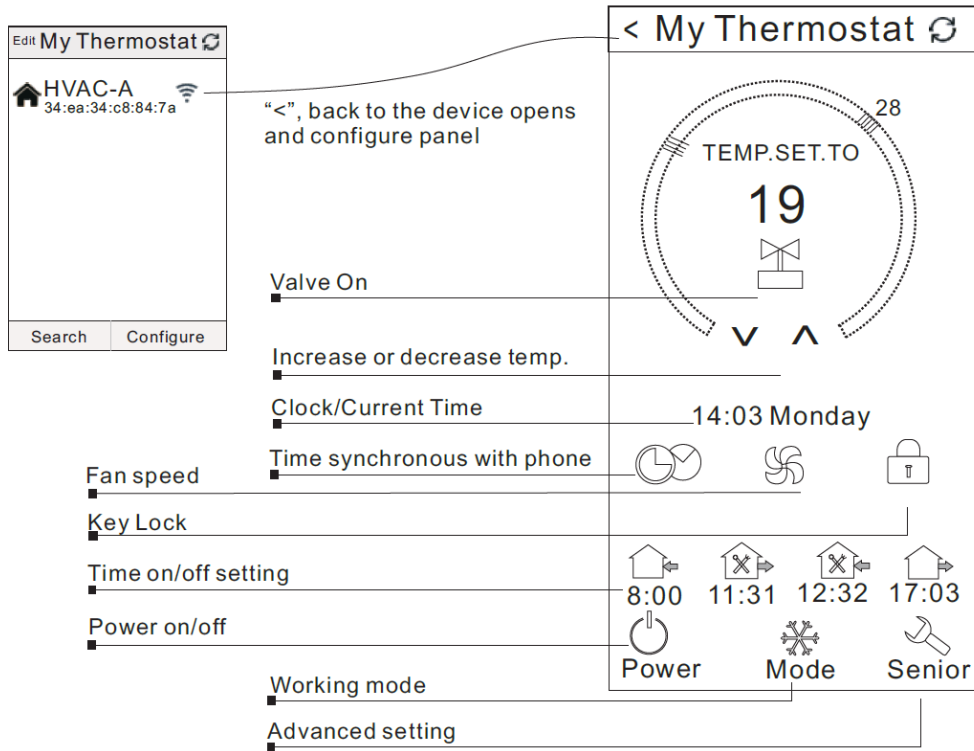 Edit My Thermostat
HVAC-A
34:ea:34:c8:84:7a
Search Configure
< My Thermostat
"<", back to the device opens
and configure panel
28
TEMP.SET.TO
19
Valve On
Increase or decrease temp.
Clock/Current Time
14:03 Monday
Time synchronous with phone
Fan speed
Key Lock
Time on/off setting
8:00 11:31 12:32 17:03
Power on/off
Power Mode Senior
Working mode
Advanced setting